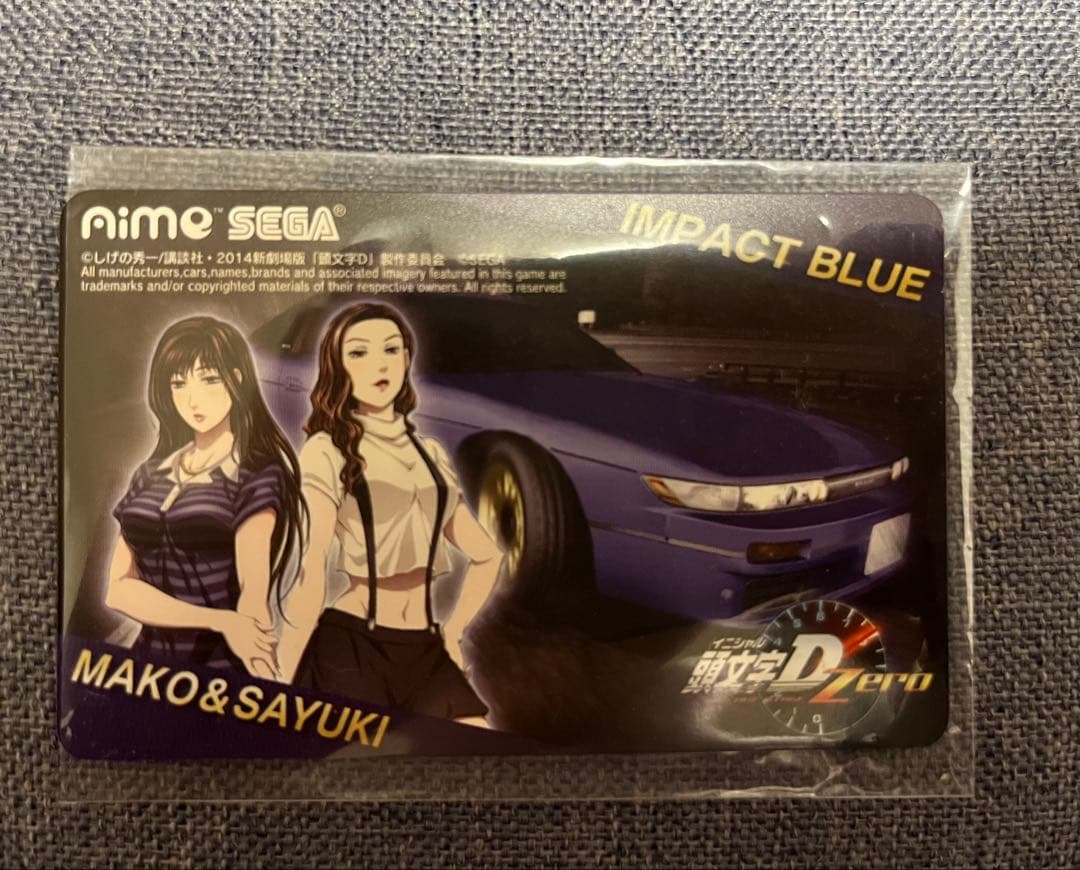 Aime™ SEGA®
IMPACT BLUE
©しげの秀一/講談社・2014新劇場版「頭文字D」製作委員会 ©SEGA
All manufacturers,cars,names,brands and associated imagery featured in this game are
trademarks and/or copyrighted materials of their respective owners. All rights reserved.
MAKO&SAYUKI
イニシャル
頭文字D Zero